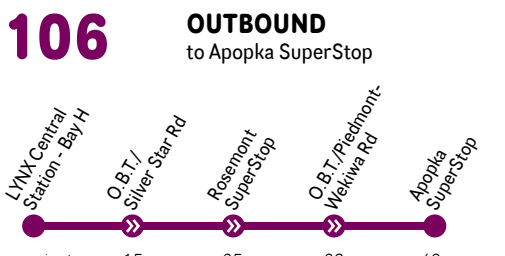 106
OUTBOUND
to Apopka SuperStop
LYNX Central
Station - Bay H
O.B.T./
Silver Star Rd
Rosemont
SuperStop
O.B.T./Piedmont-
Wekiwa Rd
Apopka
SuperStop